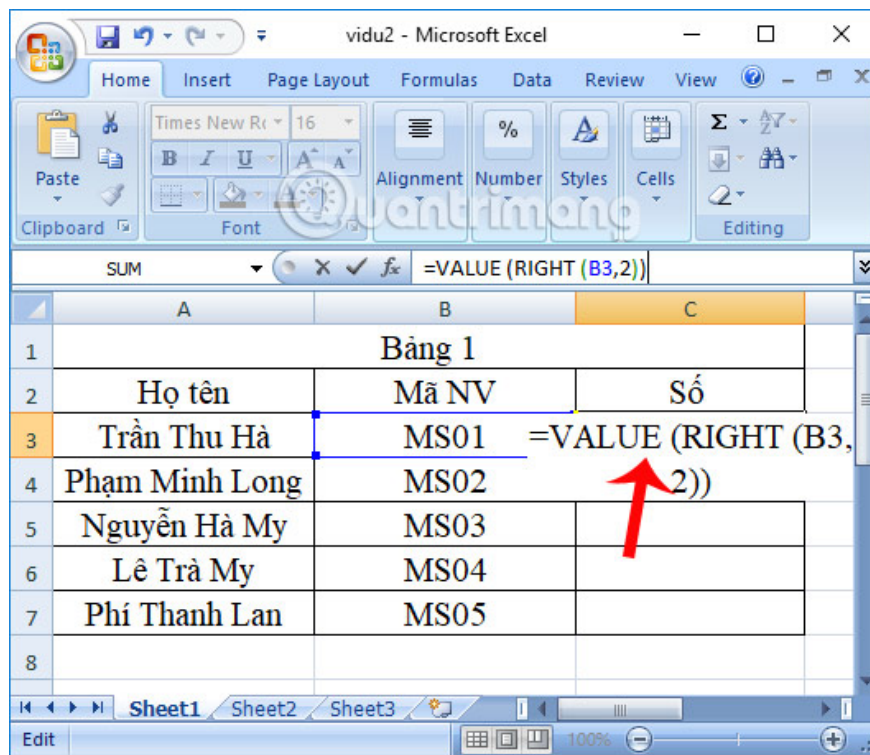 vidu2 - Microsoft Excel
Home Insert Page Layout Formulas Data Review View
Times New Ro 16
B I U A A
Paste Alignment Number Styles Cells
% A Σ
Clipboard Font Editing
Quantrimang
SUM fx =VALUE (RIGHT (B3,2))
A B C
1 Bảng 1
2 Họ tên Mã NV Số
3 Trần Thu Hà MS01 =VALUE (RIGHT (B3,
4 Phạm Minh Long MS02 2))
5 Nguyễn Hà My MS03
6 Lê Trà My MS04
7 Phí Thanh Lan MS05
8
Sheet1 Sheet2 Sheet3
Edit 100%